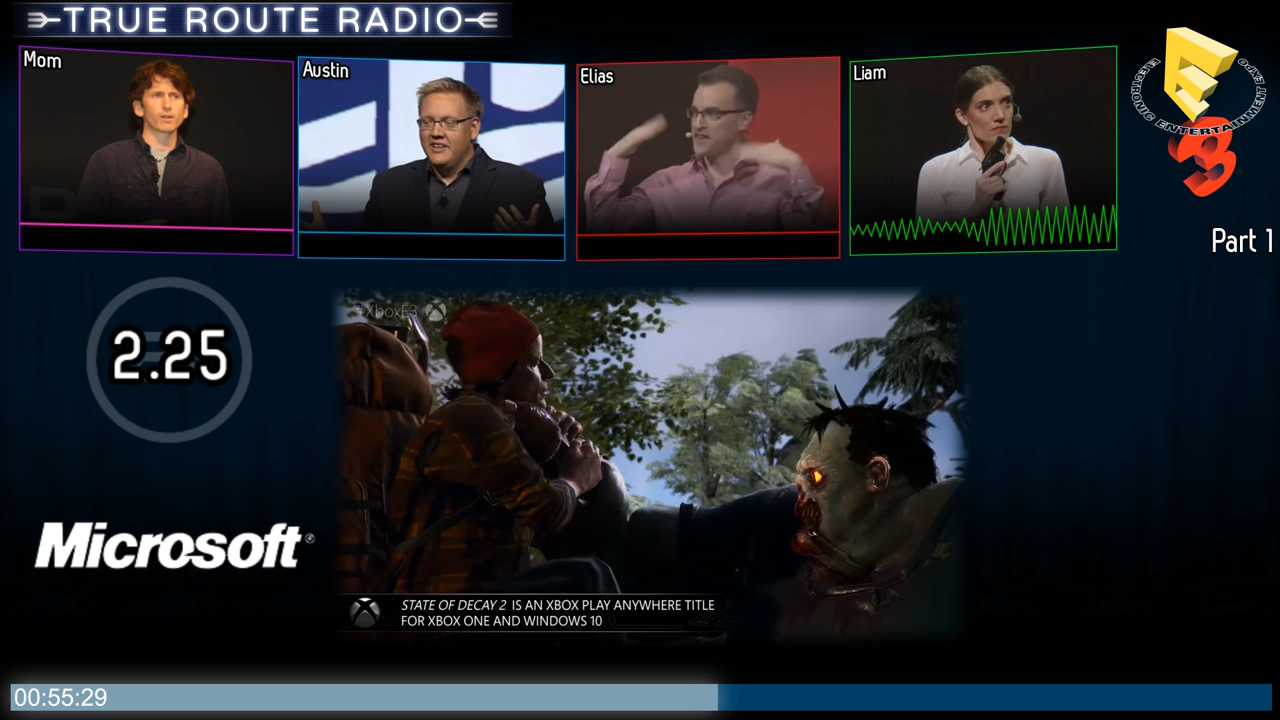 TRUE ROUTE RADIO
Mom
Austin
Elias
Liam
ELECTRONIC ENTERTAINMENT EXPO
E3
Part 1
2.25
#XboxE3
Microsoft®
STATE OF DECAY 2 IS AN XBOX PLAY ANYWHERE TITLE
FOR XBOX ONE AND WINDOWS 10
00:55:29